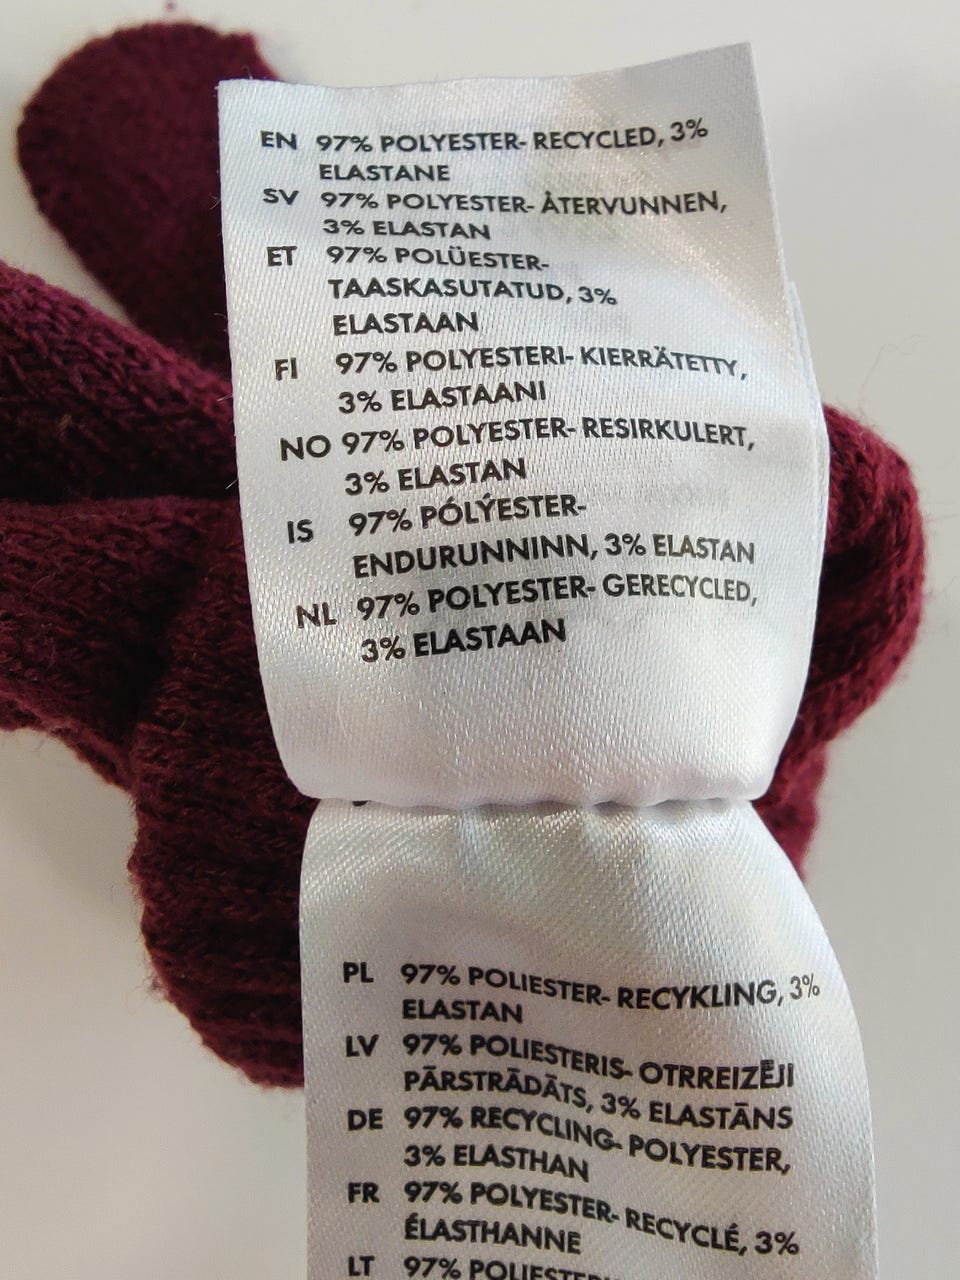 EN 97% POLYESTER- RECYCLED, 3%
ELASTANE
SV 97% POLYESTER- ÅTERVUNNEN,
3% ELASTAN
ET 97% POLÜESTER-
TAASKASUTATUD, 3%
ELASTAAN
FI 97% POLYESTERI- KIERRÄTETTY,
3% ELASTAANI
NO 97% POLYESTER- RESIRKULERT,
3% ELASTAN
IS 97% PÓLÝESTER-
ENDURUNNINN, 3% ELASTAN
NL 97% POLYESTER- GERECYCLED,
3% ELASTAAN
PL 97% POLIESTER- RECYKLING, 3%
ELASTAN
LV 97% POLIESTERIS- OTRREIZĒJI
PĀRSTRĀDĀTS, 3% ELASTĀNS
DE 97% RECYCLING- POLYESTER,
3% ELASTHAN
FR 97% POLYESTER- RECYCLÉ, 3%
ÉLASTHANNE
LT 97%